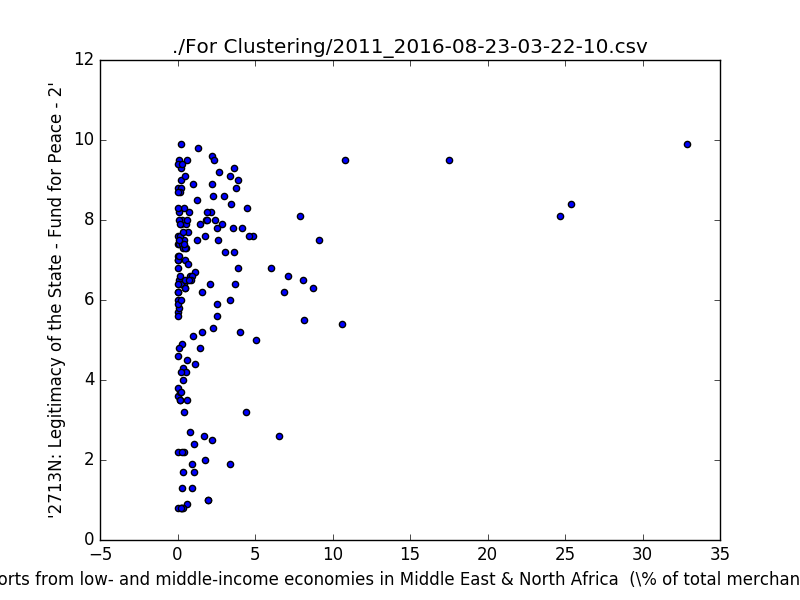 ./For Clustering/2011_2016-08-23-03-22-10.csv
12
10
8
6
4
2
0
'2713N: Legitimacy of the State - Fund for Peace - 2'
−5 0 5 10 15 20 25 30 35
orts from low- and middle-income economies in Middle East & North Africa (\% of total merchan